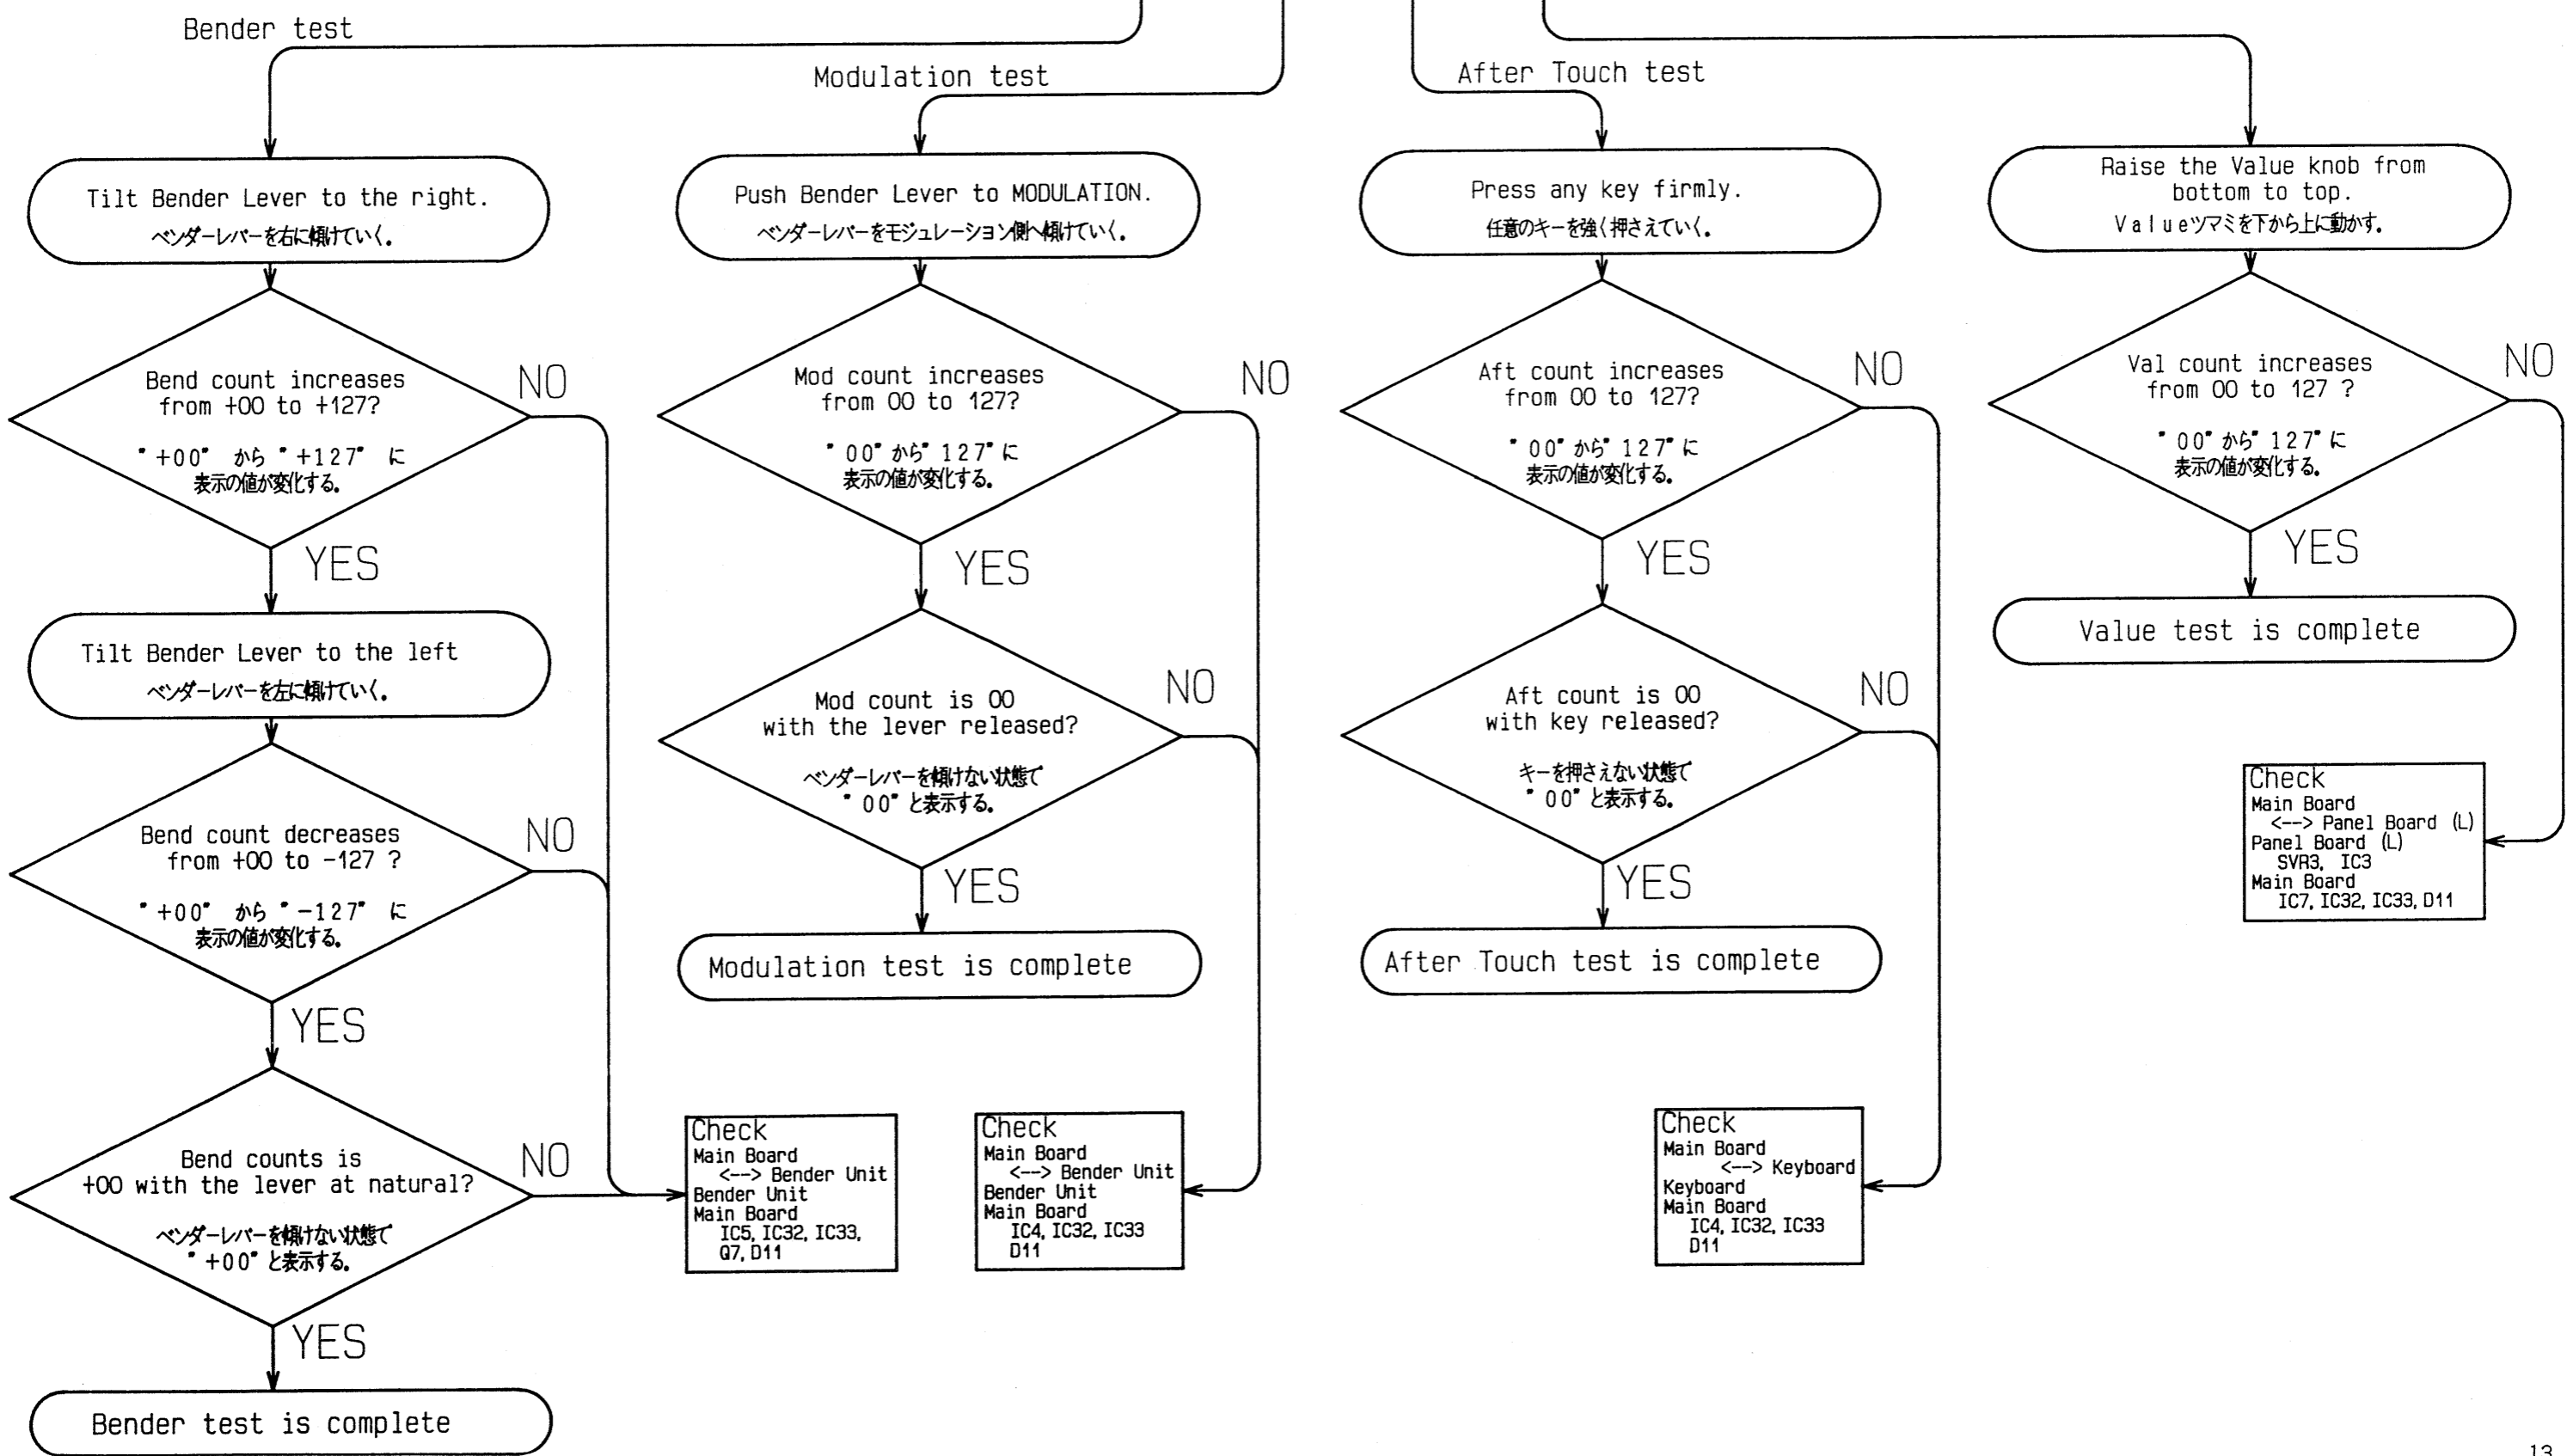 Bender test
Tilt Bender Lever to the right.
ベンダーレバーを右に傾けていく。
Bend count increases
from +00 to +127?
"+00" から "+127" に
表示の値が変化する。
NO
YES
Tilt Bender Lever to the left
ベンダーレバーを左に傾けていく。
Bend count decreases
from +00 to -127 ?
"+00" から "-127" に
表示の値が変化する。
NO
YES
Bend counts is
+00 with the lever at natural?
ベンダーレバーを傾けない状態で
"+00" と表示する。
NO
YES
Bender test is complete
Check
Main Board
<--> Bender Unit
Bender Unit
Main Board
IC5, IC32, IC33,
Q7, D11
Modulation test
Push Bender Lever to MODULATION.
ベンダーレバーをモジュレーション側へ傾けていく。
Mod count increases
from 00 to 127?
"00" から "127" に
表示の値が変化する。
NO
YES
Mod count is 00
with the lever released?
ベンダーレバーを傾けない状態で
"00" と表示する。
NO
YES
Modulation test is complete
Check
Main Board
<--> Bender Unit
Bender Unit
Main Board
IC4, IC32, IC33
D11
After Touch test
Press any key firmly.
任意のキーを強く押さえていく。
Aft count increases
from 00 to 127?
"00" から "127" に
表示の値が変化する。
NO
YES
Aft count is 00
with key released?
キーを押さえない状態で
"00" と表示する。
NO
YES
After Touch test is complete
Check
Main Board
<--> Keyboard
Keyboard
Main Board
IC4, IC32, IC33
D11
Raise the Value knob from
bottom to top.
Valueツマミを下から上に動かす。
Val count increases
from 00 to 127 ?
"00" から "127" に
表示の値が変化する。
NO
YES
Value test is complete
Check
Main Board
<--> Panel Board (L)
Panel Board (L)
SVR3, IC3
Main Board
IC7, IC32, IC33, D11
13